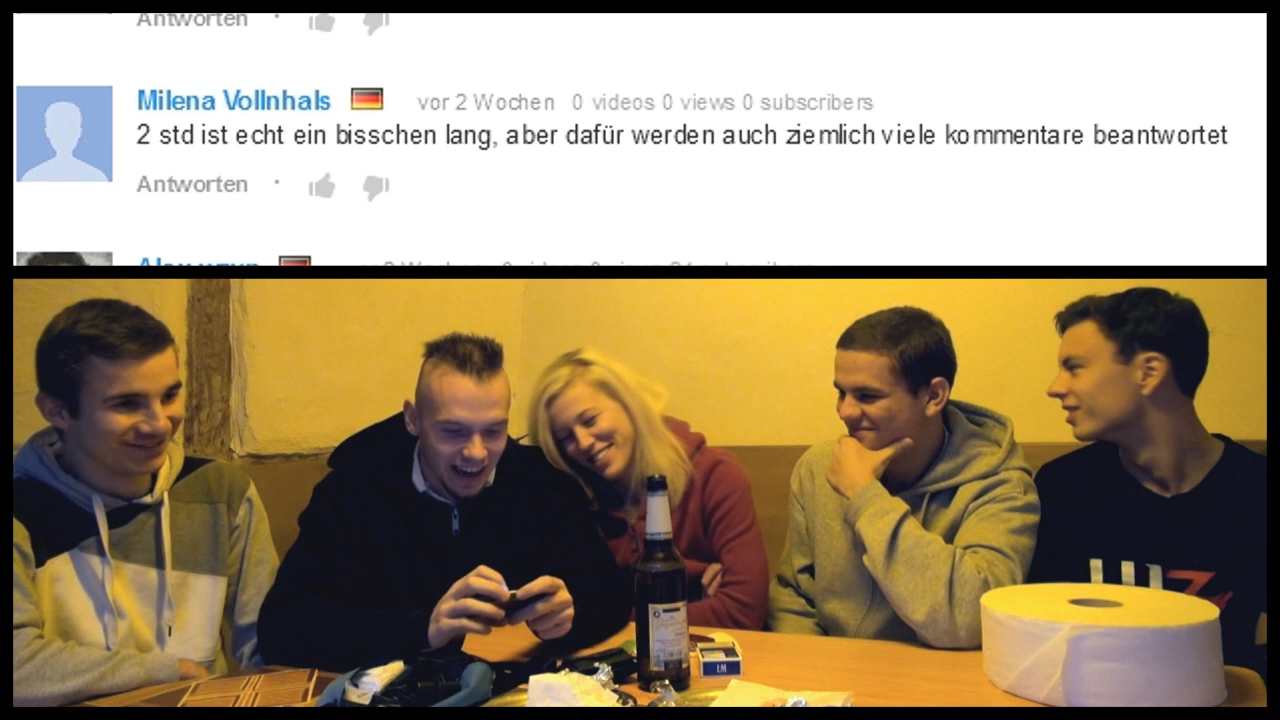 Antworten ·
Milena Vollnhals vor 2 Wochen 0 videos 0 views 0 subscribers
2 std ist echt ein bisschen lang, aber dafür werden auch ziemlich viele kommentare beantwortet
Antworten ·
L&M